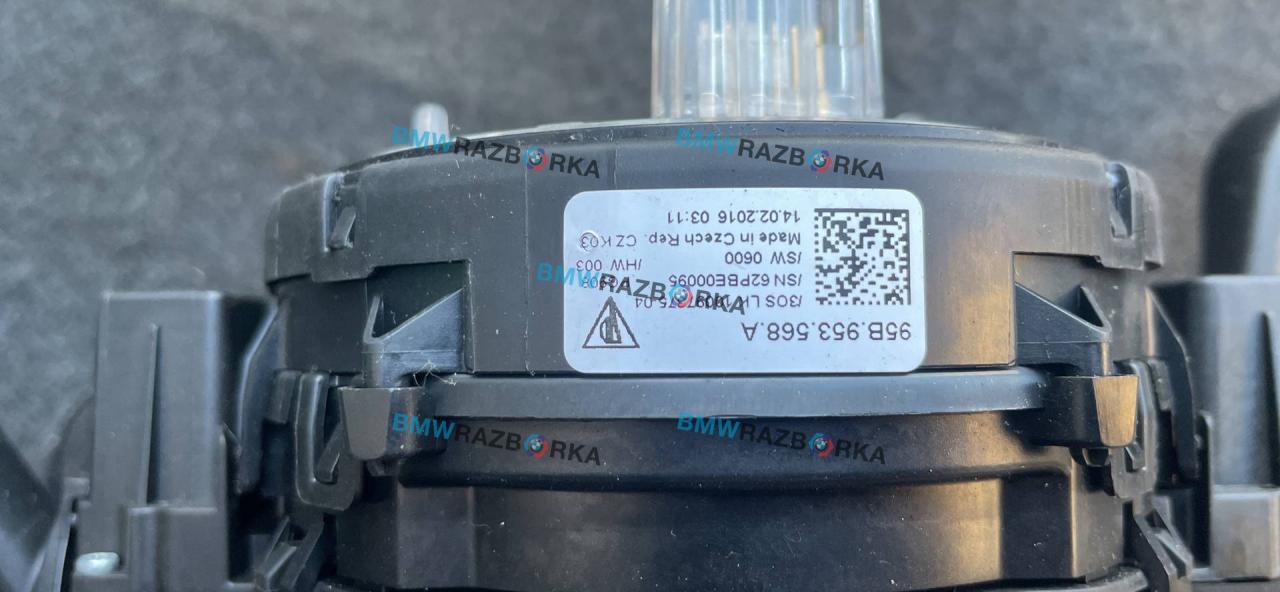 95B.953.568.A
/SN 62PBE00095
/SW 0600
/HW 003
Made in Czech Rep. CZ K03
14.02.2016 03:11
BMWRAZBORKA
BMWRAZBORKA
BMWRAZBORKA
BMWRAZBORKA
BMWRAZBORKA